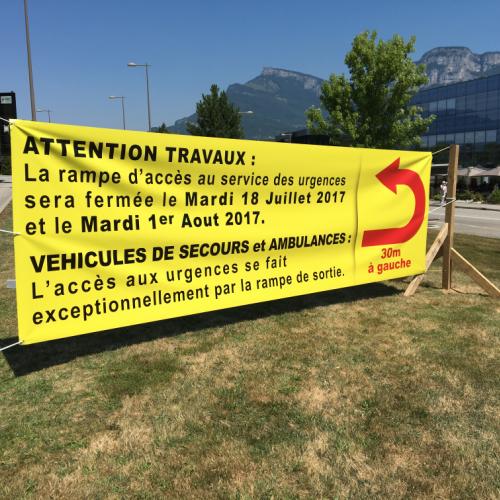 ATTENTION TRAVAUX :
La rampe d'accès au service des urgences
sera fermée le Mardi 18 Juillet 2017
et le Mardi 1er Aout 2017.
VEHICULES DE SECOURS et AMBULANCES :
L'accès aux urgences se fait
exceptionnellement par la rampe de sortie.
30m
à gauche